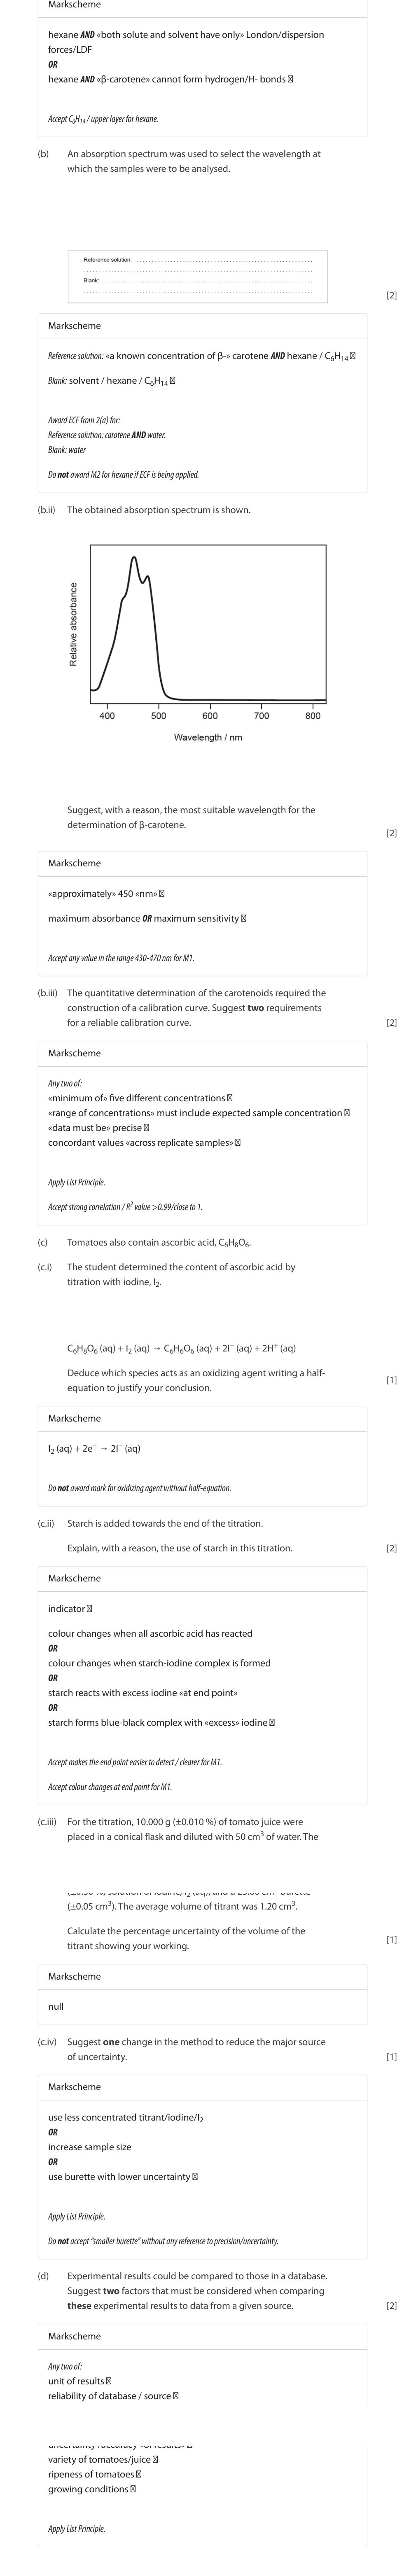 Markscheme
hexane AND «both solute and solvent have only» London/dispersion
forces/LDF
OR
hexane AND «β-carotene» cannot form hydrogen/H- bonds
Accept C₆H₁₄ / upper layer for hexane.
(b) An absorption spectrum was used to select the wavelength at
which the samples were to be analysed.
Reference solution:
Blank:
[2]
Markscheme
Reference solution: «a known concentration of β-» carotene AND hexane / C₆H₁₄
Blank: solvent / hexane / C₆H₁₄
Award ECF from 2(a) for:
Reference solution: carotene AND water.
Blank: water
Do not award M2 for hexane if ECF is being applied.
(b.ii) The obtained absorption spectrum is shown.
Relative absorbance
400 500 600 700 800
Wavelength / nm
Suggest, with a reason, the most suitable wavelength for the
determination of β-carotene.
[2]
Markscheme
«approximately» 450 «nm»
maximum absorbance OR maximum sensitivity
Accept any value in the range 430-470 nm for M1.
(b.iii) The quantitative determination of the carotenoids required the
construction of a calibration curve. Suggest two requirements
for a reliable calibration curve. [2]
Markscheme
Any two of:
«minimum of» five different concentrations
«range of concentrations» must include expected sample concentration
«data must be» precise
concordant values «across replicate samples»
Apply List Principle.
Accept strong correlation / R² value >0.99/close to 1.
(c) Tomatoes also contain ascorbic acid, C₆H₈O₆.
(c.i) The student determined the content of ascorbic acid by
titration with iodine, I₂.
C₆H₈O₆ (aq) + I₂ (aq) → C₆H₆O₆ (aq) + 2I⁻ (aq) + 2H⁺ (aq)
Deduce which species acts as an oxidizing agent writing a half-
equation to justify your conclusion. [1]
Markscheme
I₂ (aq) + 2e⁻ → 2I⁻ (aq)
Do not award mark for oxidizing agent without half-equation.
(c.ii) Starch is added towards the end of the titration.
Explain, with a reason, the use of starch in this titration. [2]
Markscheme
indicator
colour changes when all ascorbic acid has reacted
OR
colour changes when starch-iodine complex is formed
OR
starch reacts with excess iodine «at end point»
OR
starch forms blue-black complex with «excess» iodine
Accept makes the end point easier to detect / clearer for M1.
Accept colour changes at end point for M1.
(c.iii) For the titration, 10.000 g (±0.010 %) of tomato juice were
placed in a conical flask and diluted with 50 cm³ of water. The
(±0.05 cm³). The average volume of titrant was 1.20 cm³.
Calculate the percentage uncertainty of the volume of the
titrant showing your working. [1]
Markscheme
null
(c.iv) Suggest one change in the method to reduce the major source
of uncertainty. [1]
Markscheme
use less concentrated titrant/iodine/I₂
OR
increase sample size
OR
use burette with lower uncertainty
Apply List Principle.
Do not accept "smaller burette" without any reference to precision/uncertainty.
(d) Experimental results could be compared to those in a database.
Suggest two factors that must be considered when comparing
these experimental results to data from a given source. [2]
Markscheme
Any two of:
unit of results
reliability of database / source
variety of tomatoes/juice
ripeness of tomatoes
growing conditions
Apply List Principle.